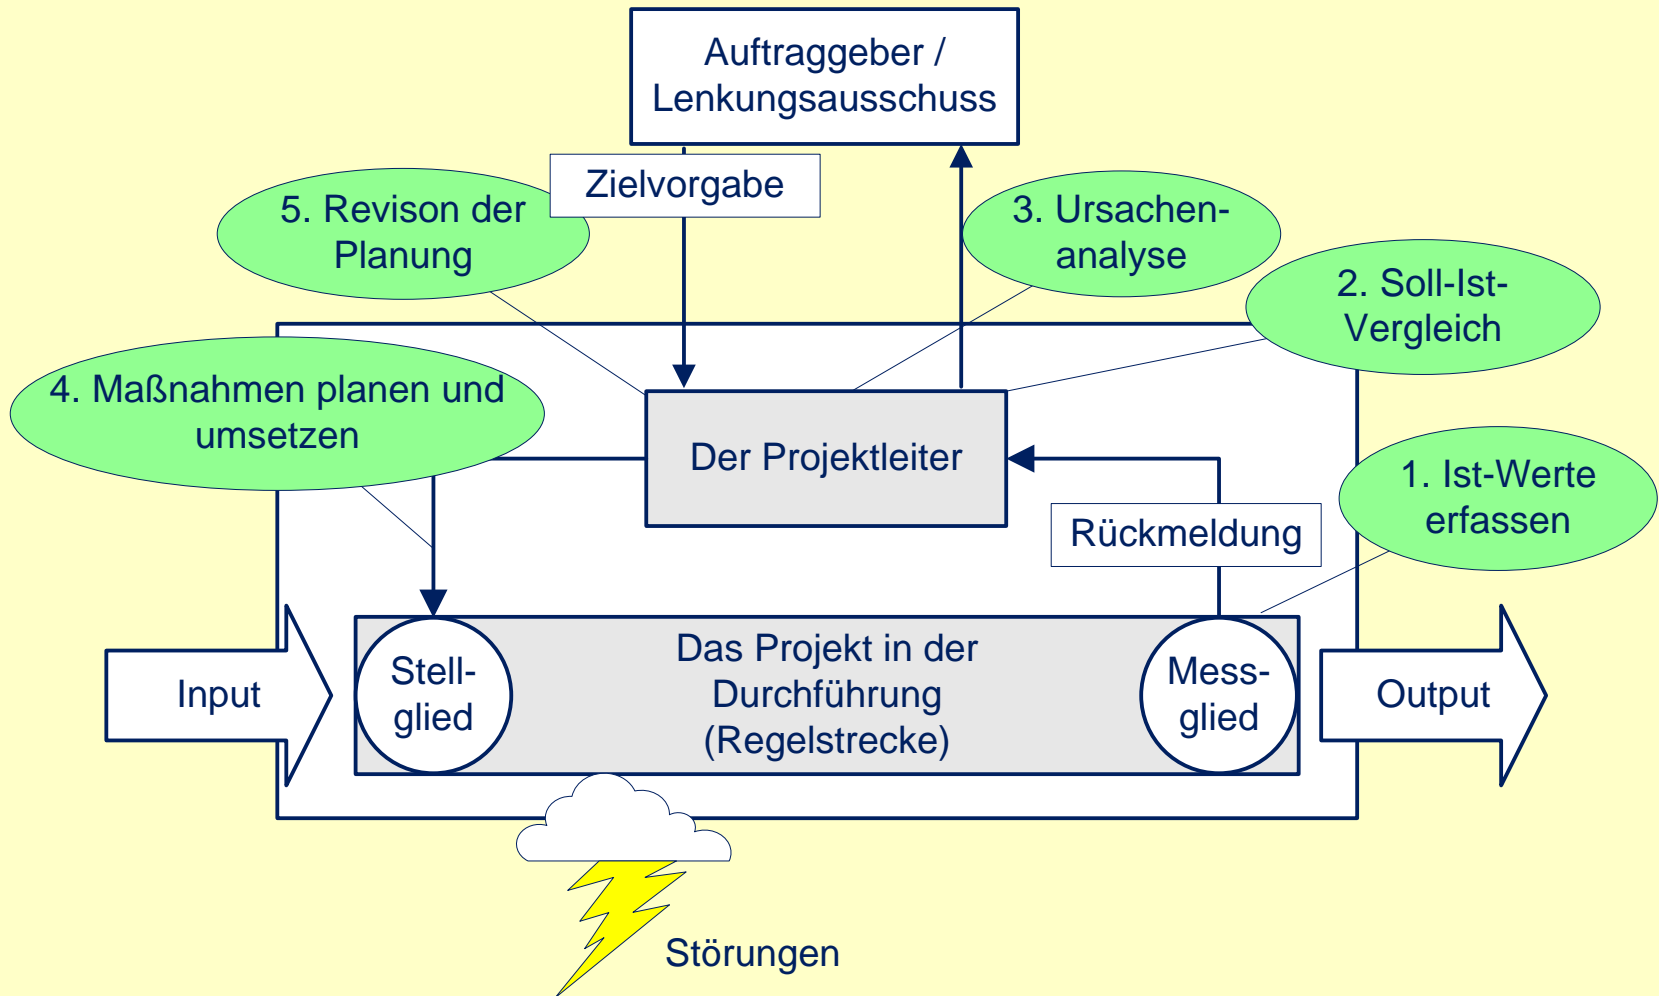 Auftraggeber /
Lenkungsausschuss
Zielvorgabe
5. Revison der
Planung
3. Ursachen-
analyse
2. Soll-Ist-
Vergleich
4. Maßnahmen planen und
umsetzen
Der Projektleiter
1. Ist-Werte
erfassen
Rückmeldung
Input
Stell-
glied
Das Projekt in der
Durchführung
(Regelstrecke)
Mess-
glied
Output
Störungen